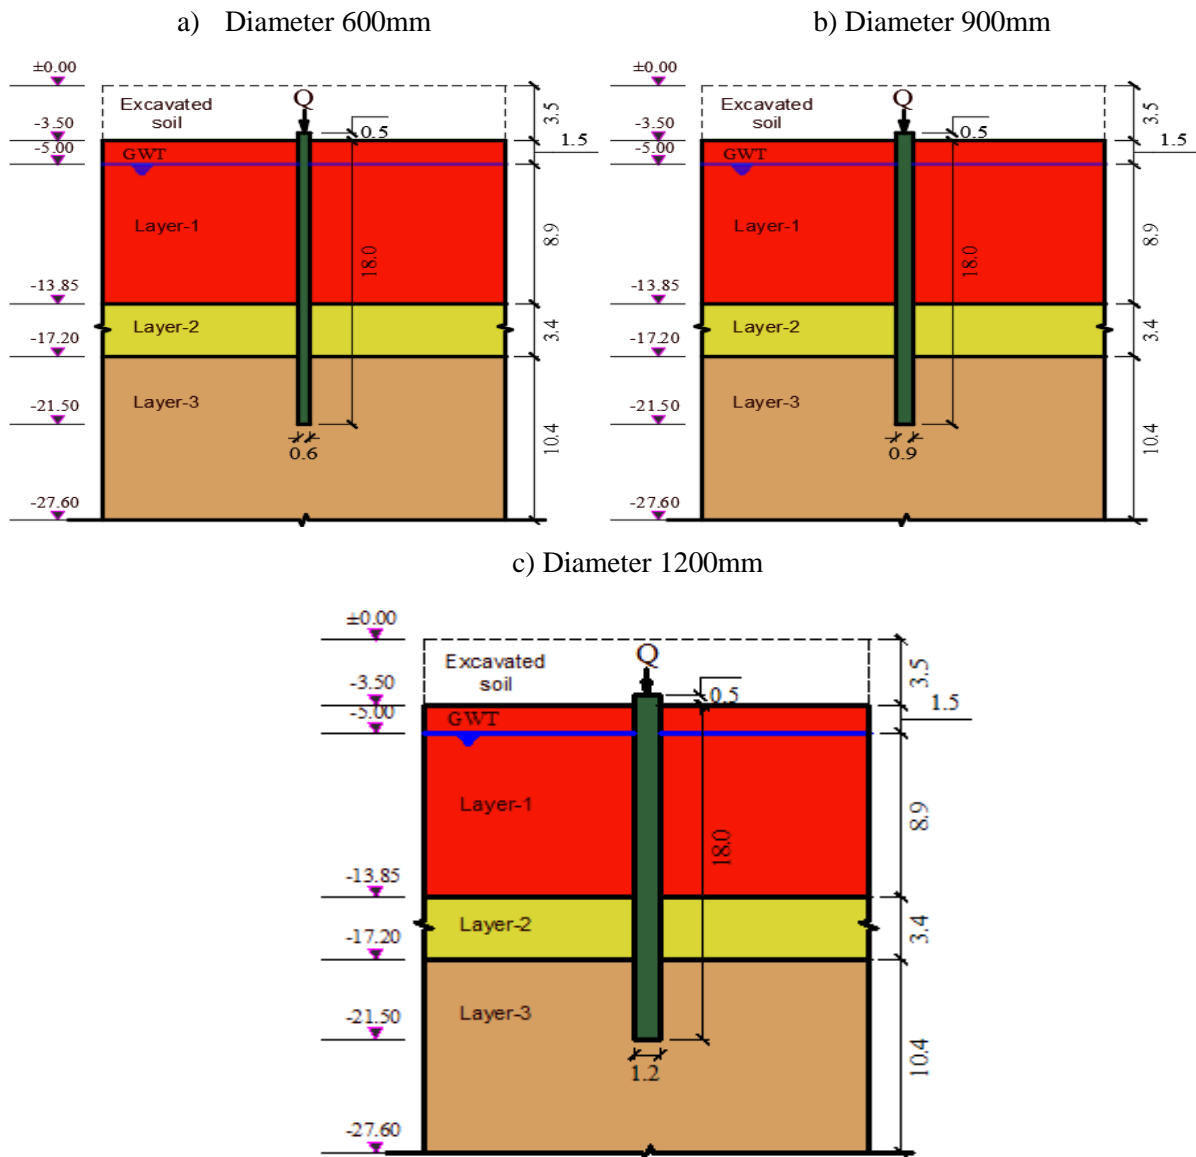 a) Diameter 600mm
±0.00
Excavated
soil
Q
0.5
3.5
-3.50
1.5
-5.00
GWT
Layer-1
18.0
8.9
-13.85
Layer-2
3.4
-17.20
Layer-3
-21.50
0.6
10.4
-27.60
b) Diameter 900mm
±0.00
Excavated
soil
Q
0.5
3.5
-3.50
1.5
-5.00
GWT
Layer-1
18.0
8.9
-13.85
Layer-2
3.4
-17.20
Layer-3
-21.50
0.9
10.4
-27.60
c) Diameter 1200mm
±0.00
Excavated
soil
Q
0.5
3.5
-3.50
1.5
-5.00
GWT
Layer-1
18.0
8.9
-13.85
Layer-2
3.4
-17.20
Layer-3
-21.50
1.2
10.4
-27.60